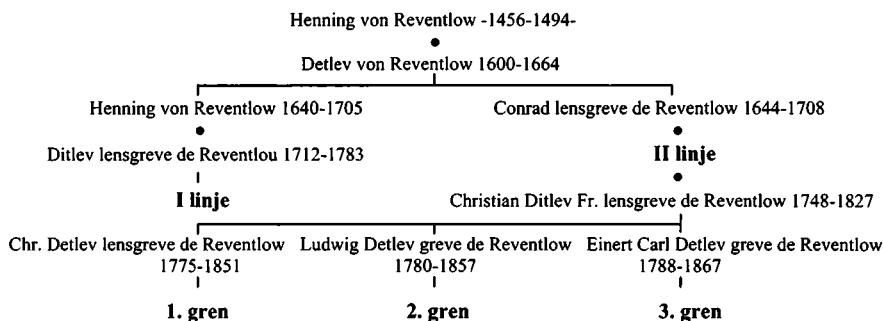 Henning von Reventlow -1456-1494-
Detlev von Reventlow 1600-1664
Henning von Reventlow 1640-1705 Conrad lensgreve de Reventlow 1644-1708
Ditlev lensgreve de Reventlou 1712-1783 II linje
I linje Christian Ditlev Fr. lensgreve de Reventlow 1748-1827
Chr. Detlev lensgreve de Reventlow Ludwig Detlev greve de Reventlow Einert Carl Detlev greve de Reventlow
1775-1851 1780-1857 1788-1867
1. gren 2. gren 3. gren